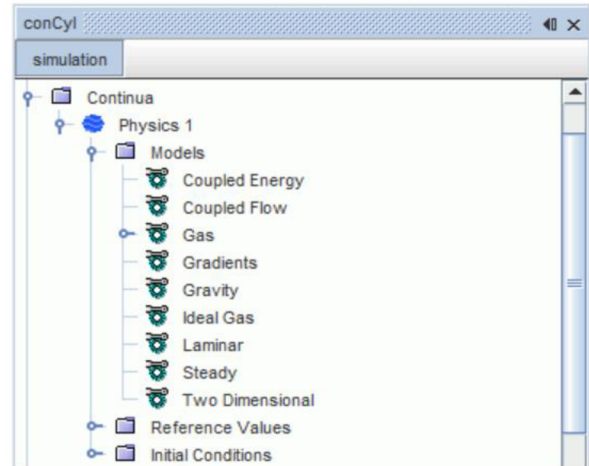 conCyl
simulation
Continua
Physics 1
Models
Coupled Energy
Coupled Flow
Gas
Gradients
Gravity
Ideal Gas
Laminar
Steady
Two Dimensional
Reference Values
Initial Conditions